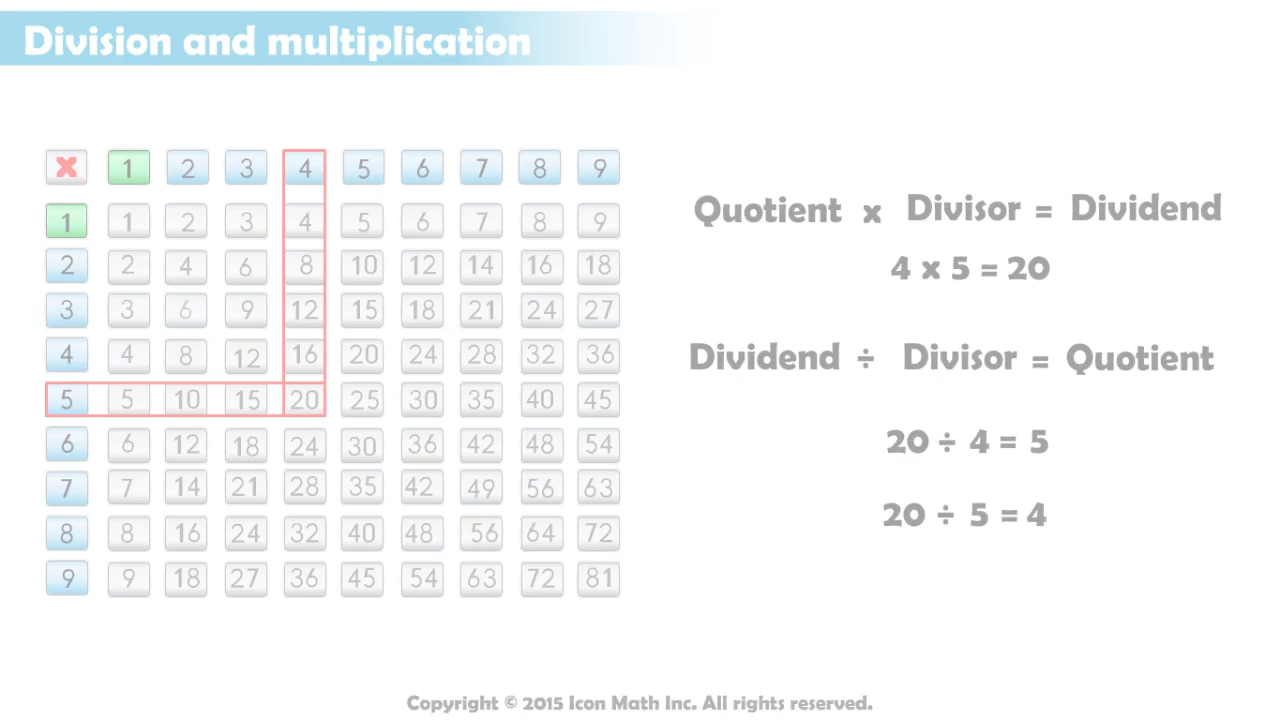 Division and multiplication
X 1 2 3 4 5 6 7 8 9
1 1 2 3 4 5 6 7 8 9
2 2 4 6 8 10 12 14 16 18
3 3 6 9 12 15 18 21 24 27
4 4 8 12 16 20 24 28 32 36
5 5 10 15 20 25 30 35 40 45
6 6 12 18 24 30 36 42 48 54
7 7 14 21 28 35 42 49 56 63
8 8 16 24 32 40 48 56 64 72
9 9 18 27 36 45 54 63 72 81
Quotient x Divisor = Dividend
4 x 5 = 20
Dividend ÷ Divisor = Quotient
20 ÷ 4 = 5
20 ÷ 5 = 4
Copyright © 2015 Icon Math Inc. All rights reserved.